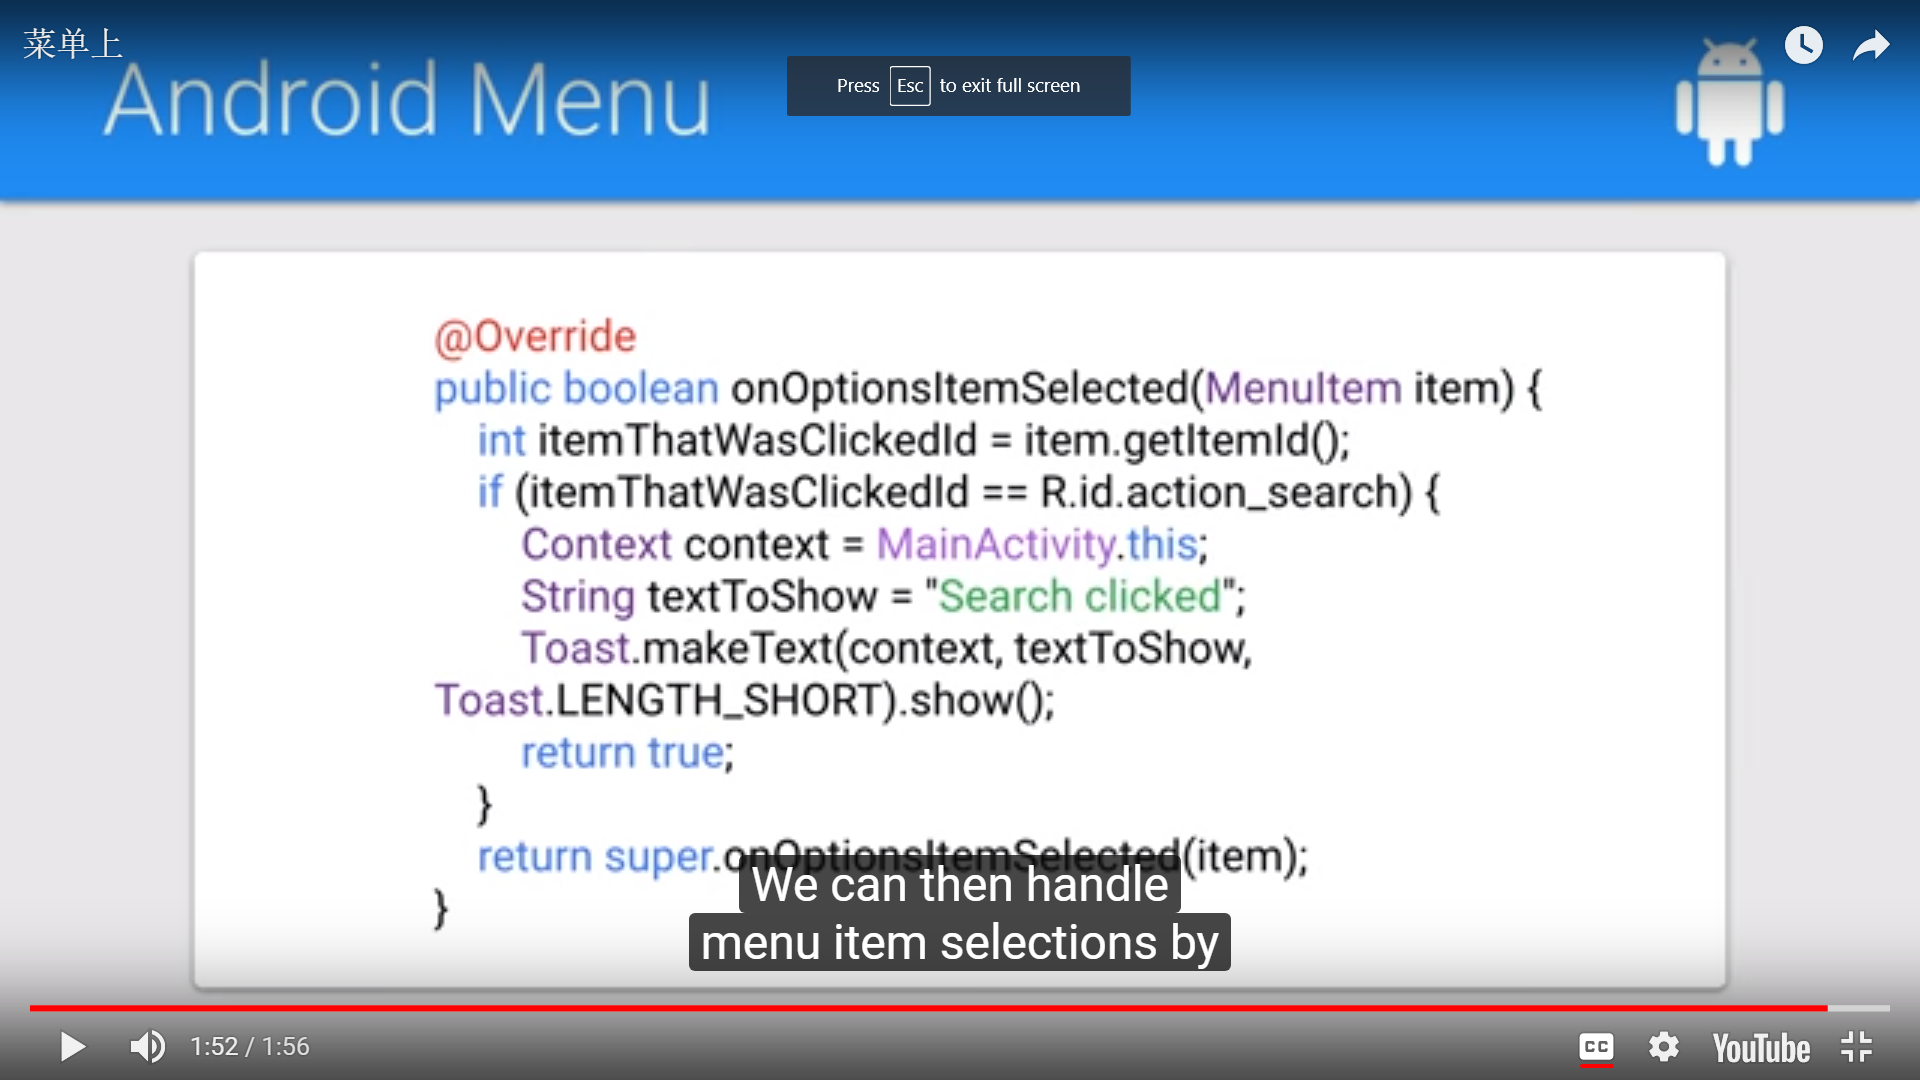 菜单上
Android Menu
Press Esc to exit full screen
@Override
public boolean onOptionsItemSelected(MenuItem item) {
int itemThatWasClickedId = item.getItemId();
if (itemThatWasClickedId == R.id.action_search) {
Context context = MainActivity.this;
String textToShow = "Search clicked";
Toast.makeText(context, textToShow,
Toast.LENGTH_SHORT).show();
return true;
}
return super.onOptionsItemSelected(item);
}
We can then handle
menu item selections by
1:52 / 1:56
CC
YouTube